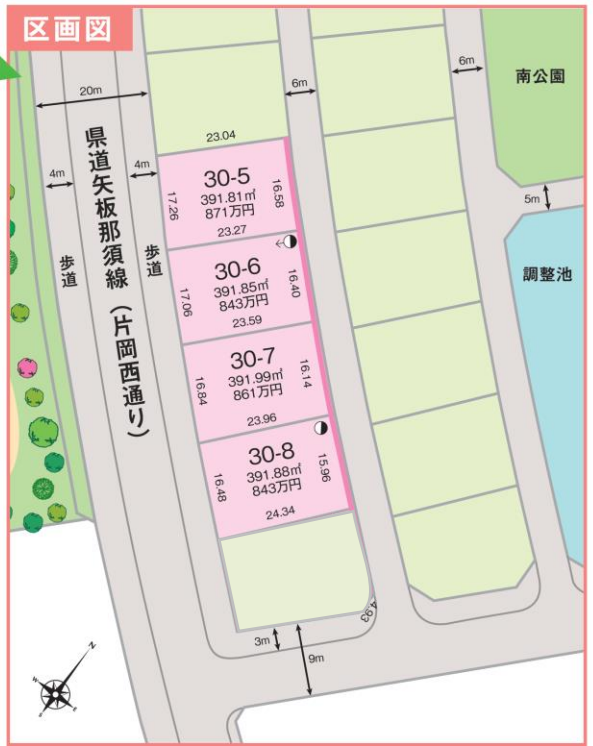 区画図
20m
6m
6m
南公園
4m
4m
5m
県道矢板那須線（片岡西通り）
歩道
歩道
調整池
23.04
30-5
391.81㎡
871万円
17.26
16.58
23.27
30-6
391.85㎡
843万円
17.06
16.40
23.59
30-7
391.99㎡
861万円
16.84
16.14
23.96
30-8
391.88㎡
843万円
16.48
15.96
24.34
4.93
3m
9m
N
W
S
E